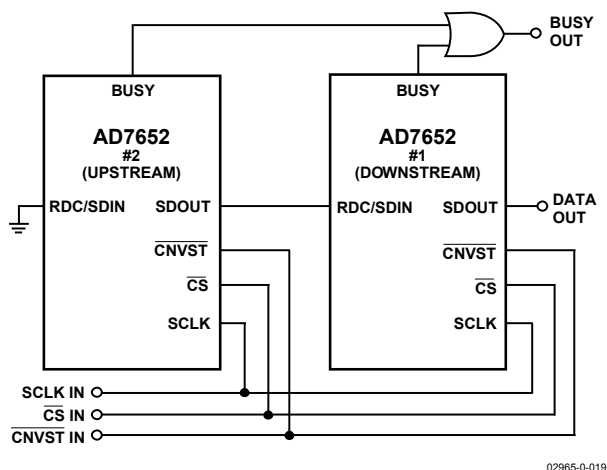 BUSY
OUT
BUSY
BUSY
AD7652
#2
(UPSTREAM)
AD7652
#1
(DOWNSTREAM)
RDC/SDIN
SDOUT
RDC/SDIN
SDOUT
DATA
OUT
CNVST
CNVST
CS
CS
SCLK
SCLK
SCLK IN
CS IN
CNVST IN
02965-0-019